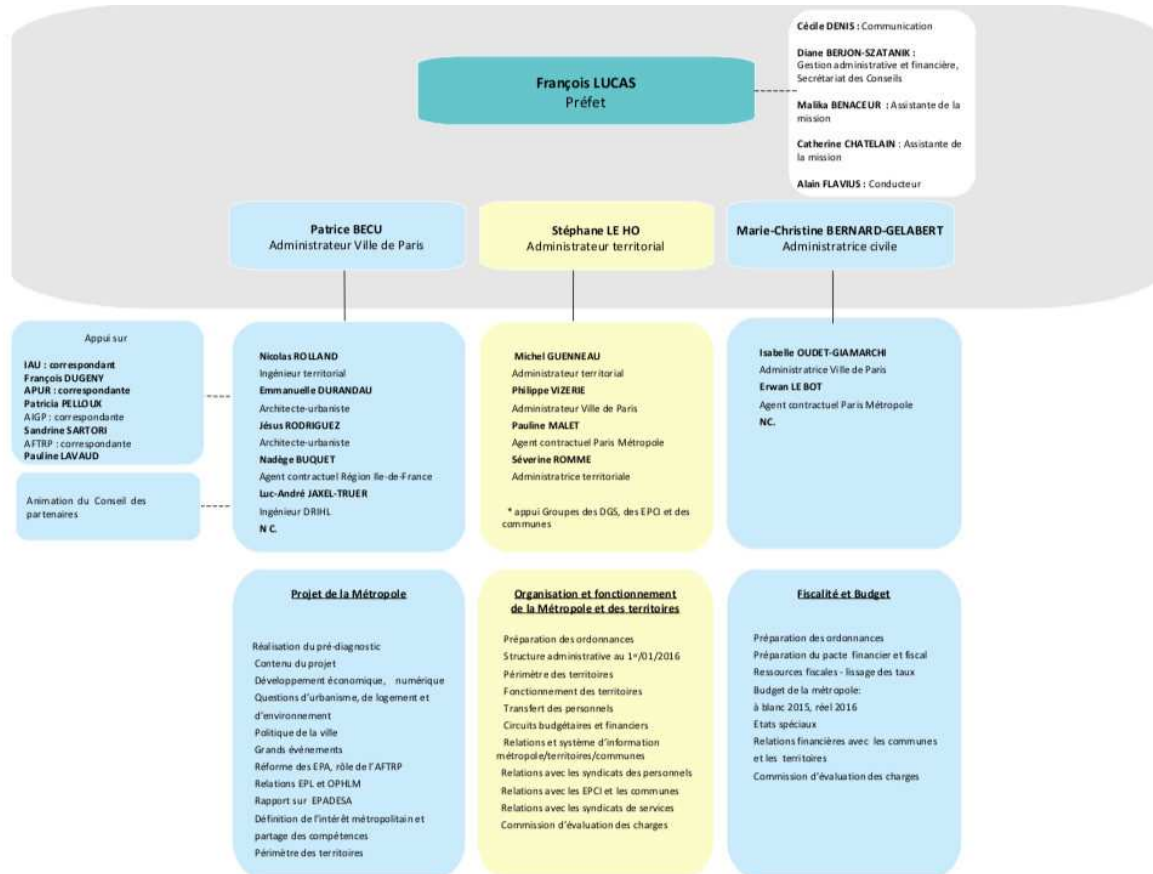 François LUCAS
Préfet
Cécile DENIS : Communication
Diane BERJON-SZATANIK :
Gestion administrative et financière,
Secrétariat des Conseils
Malika BENACEUR : Assistante de la
mission
Catherine CHATELAIN : Assistante de
la mission
Alain FLAVIUS : Conducteur
Patrice BECU
Administrateur Ville de Paris
Stéphane LE HO
Administrateur territorial
Marie-Christine BERNARD-GELABERT
Administratrice civile
Appui sur
IAU : correspondant
François DUGENY
APUR : correspondante
Patricia PELLOUX
AIGP : correspondante
Sandrine SARTORI
AFTRP : correspondante
Pauline LAVAUD
Animation du Conseil des
partenaires
Nicolas ROLLAND
Ingénieur territorial
Emmanuelle DURANDAU
Architecte-urbaniste
Jésus RODRIGUEZ
Architecte-urbaniste
Nadège BUQUET
Agent contractuel Région Ile-de-France
Luc-André JAXEL-TRUER
Ingénieur DRIHL
N C.
Michel GUENNEAU
Administrateur territorial
Philippe VIZERIE
Administrateur Ville de Paris
Pauline MALET
Agent contractuel Paris Métropole
Séverine ROMME
Administratrice territoriale
* appui Groupes des DGS, des EPCI et des
communes
Isabelle OUDET-GIAMARCHI
Administratrice Ville de Paris
Erwan LE BOT
Agent contractuel Paris Métropole
NC.
Projet de la Métropole
Réalisation du pré-diagnostic
Contenu du projet
Développement économique, numérique
Questions d'urbanisme, de logement et
d'environnement
Politique de la ville
Grands événements
Réforme des EPA, rôle de l'AFTRP
Relations EPL et OPHLM
Rapport sur EPADESA
Définition de l'intérêt métropolitain et
partage des compétences
Périmètre des territoires
Organisation et fonctionnement
de la Métropole et des territoires
Préparation des ordonnances
Structure administrative au 1er/01/2016
Périmètre des territoires
Fonctionnement des territoires
Transfert des personnels
Circuits budgétaires et financiers
Relations et système d'information
métropole/territoires/communes
Relations avec les syndicats des personnels
Relations avec les EPCI et les communes
Relations avec les syndicats de services
Commission d'évaluation des charges
Fiscalité et Budget
Préparation des ordonnances
Préparation du pacte financier et fiscal
Ressources fiscales - lissage des taux
Budget de la métropole:
à blanc 2015, réel 2016
Etats spéciaux
Relations financières avec les communes
et les territoires
Commission d'évaluation des charges